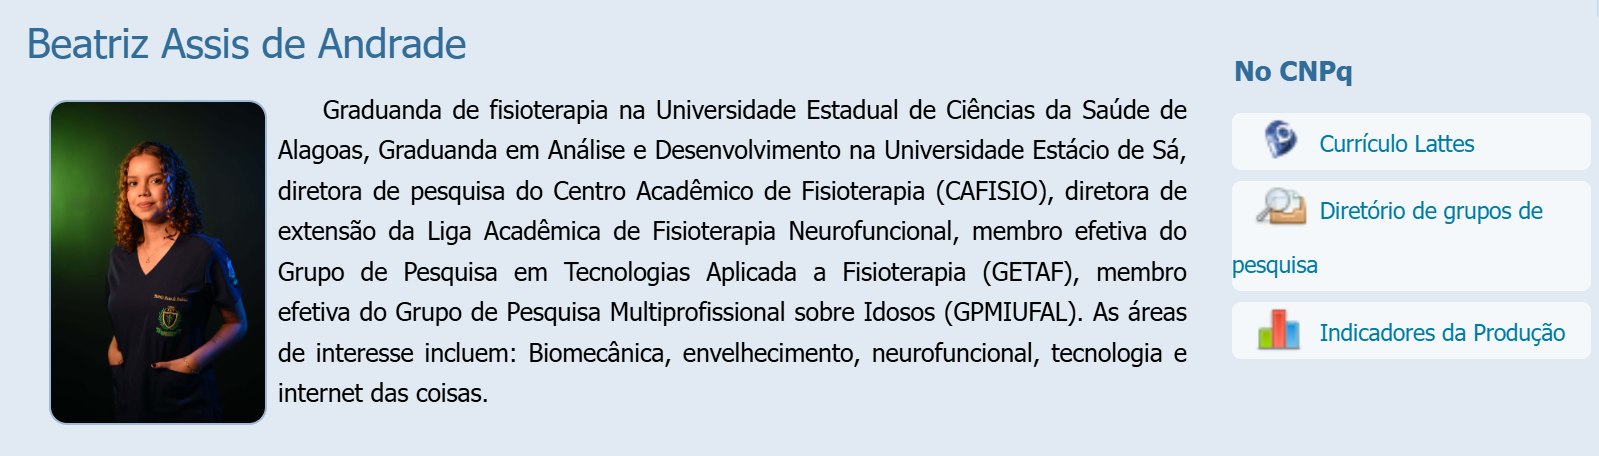 Beatriz Assis de Andrade
Graduanda de fisioterapia na Universidade Estadual de Ciências da Saúde de
Alagoas, Graduanda em Análise e Desenvolvimento na Universidade Estácio de Sá,
diretora de pesquisa do Centro Acadêmico de Fisioterapia (CAFISIO), diretora de
extensão da Liga Acadêmica de Fisioterapia Neurofuncional, membro efetiva do
Grupo de Pesquisa em Tecnologias Aplicada a Fisioterapia (GETAF), membro
efetiva do Grupo de Pesquisa Multiprofissional sobre Idosos (GPMIUFAL). As áreas
de interesse incluem: Biomecânica, envelhecimento, neurofuncional, tecnologia e
internet das coisas.
No CNPq
Currículo Lattes
Diretório de grupos de
pesquisa
Indicadores da Produção